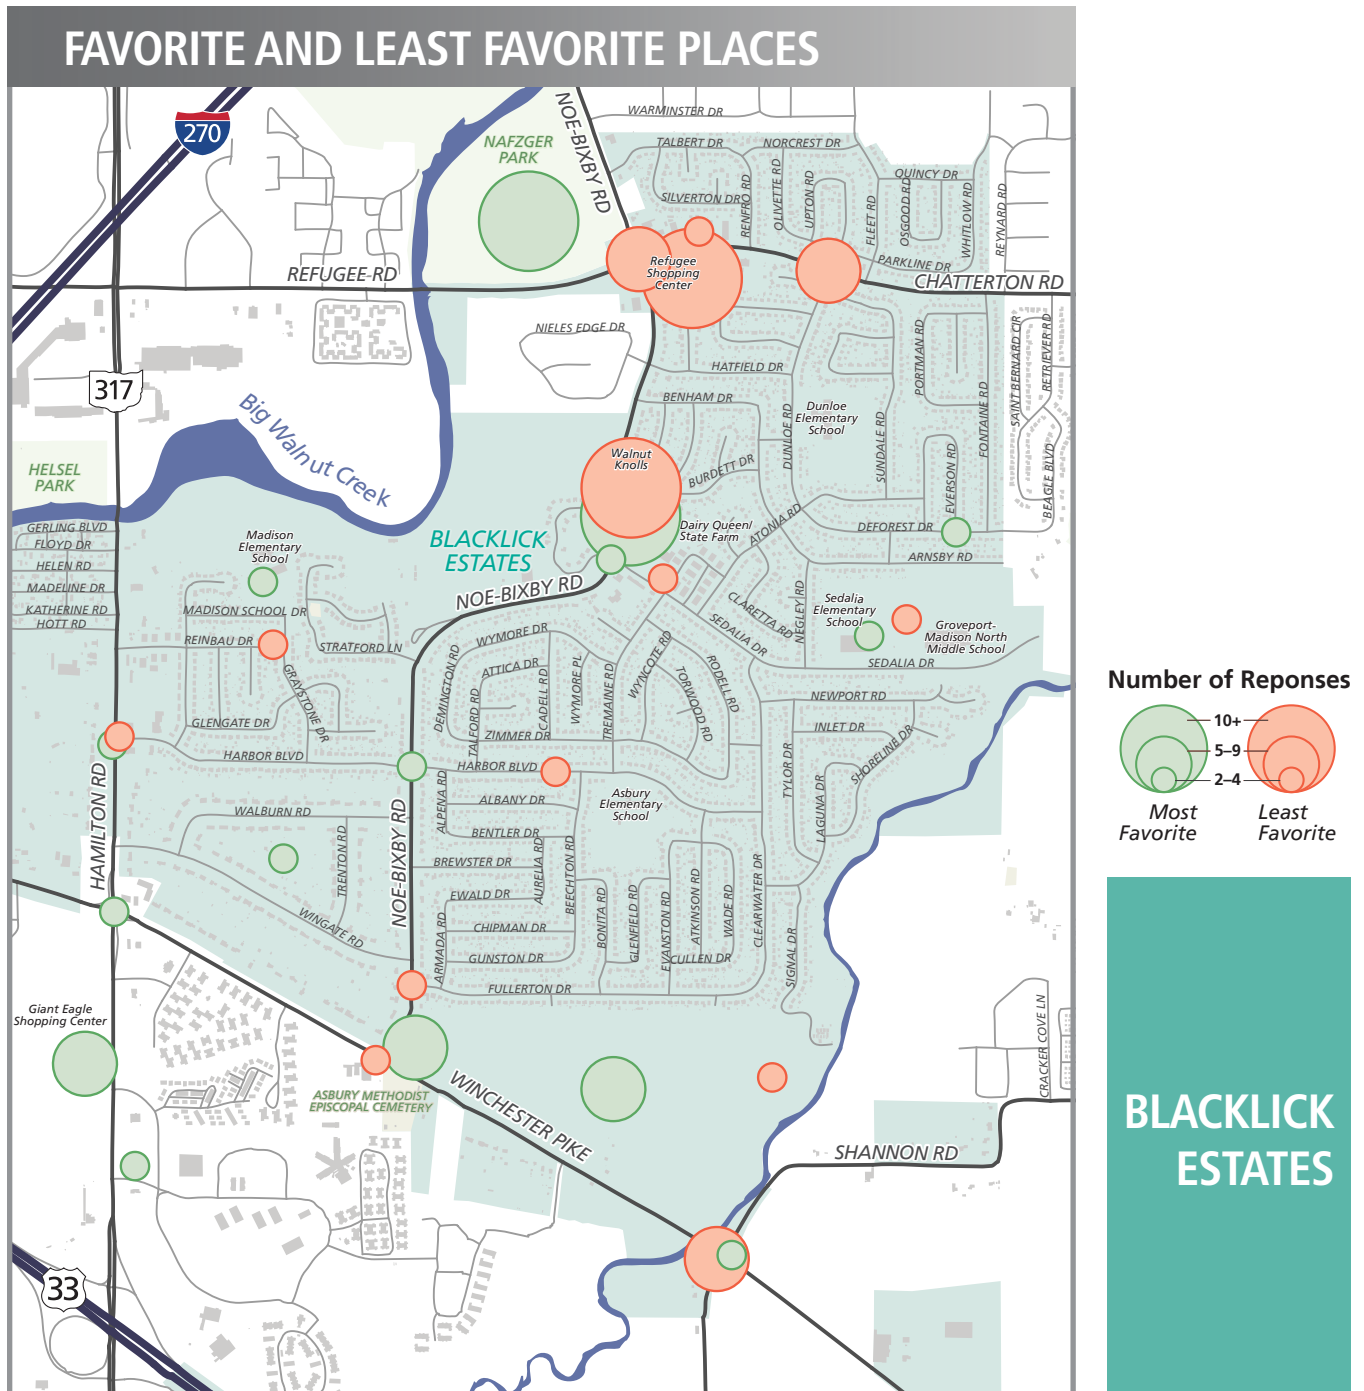 FAVORITE AND LEAST FAVORITE PLACES
270
NAFZGER
PARK
NOE-BIXBY RD
WARMINSTER DR
TALBERT DR
NORCREST DR
QUINCY DR
SILVERTON DR
RENFRO RD
OLIVETTE RD
UPTON RD
FLEET RD
OSGOOD RD
WHITLOW RD
REYNARD RD
PARKLINE DR
REFUGEE RD
Refugee
Shopping
Center
CHATTERTON RD
NIELES EDGE DR
HATFIELD DR
PORTMAN RD
SAINT BERNARD CIR
RETRIEVER RD
317
BENHAM DR
Dunloe
Elementary
School
DUNLOE RD
SUNDALE RD
FONTAINE RD
Big Walnut Creek
HELSEL
PARK
Walnut
Knolls
BURDETT DR
EVERSON RD
BEAGLE BLVD
GERLING BLVD
FLOYD DR
HELEN RD
MADELINE DR
KATHERINE RD
HOTT RD
Madison
Elementary
School
BLACKLICK
ESTATES
Dairy Queen/
State Farm
ATONIA RD
DEFOREST DR
ARNSBY RD
NOE-BIXBY RD
MADISON SCHOOL DR
REINBAU DR
STRATFORD LN
GRAYSTONE DR
GLENGATE DR
HARBOR BLVD
CLARETTA RD
NEGLEY RD
SEDALIA DR
Sedalia
Elementary
School
Groveport-
Madison North
Middle School
SEDALIA DR
WYMORE DR
ATTICA DR
DEMINGTON RD
TALFORD RD
CADELL RD
WYMORE PL
TREMAINE RD
WYNCOTE RD
TORWOOD RD
RODELL RD
ZIMMER DR
HARBOR BLVD
NEWPORT RD
INLET DR
SHORELINE DR
TYLOR DR
LAGUNA DR
Number of Reponses
10+
5–9
2–4
Most
Favorite
Least
Favorite
HAMILTON RD
WALBURN RD
TRENTON RD
WINGATE RD
NOE-BIXBY RD
ALPENA RD
ALBANY DR
BENTLER DR
BREWSTER DR
AURELIA RD
BEECHTON RD
Asbury
Elementary
School
EWALD DR
CHIPMAN DR
GUNSTON DR
ARMADA RD
FULLERTON DR
BONITA RD
GLENFIELD RD
EVANSTON RD
ATKINSON RD
WADE RD
CULLEN DR
CLEARWATER DR
SIGNAL DR
Giant Eagle
Shopping Center
CRACKER COVE LN
ASBURY METHODIST
EPISCOPAL CEMETERY
WINCHESTER PIKE
SHANNON RD
33
BLACKLICK
ESTATES